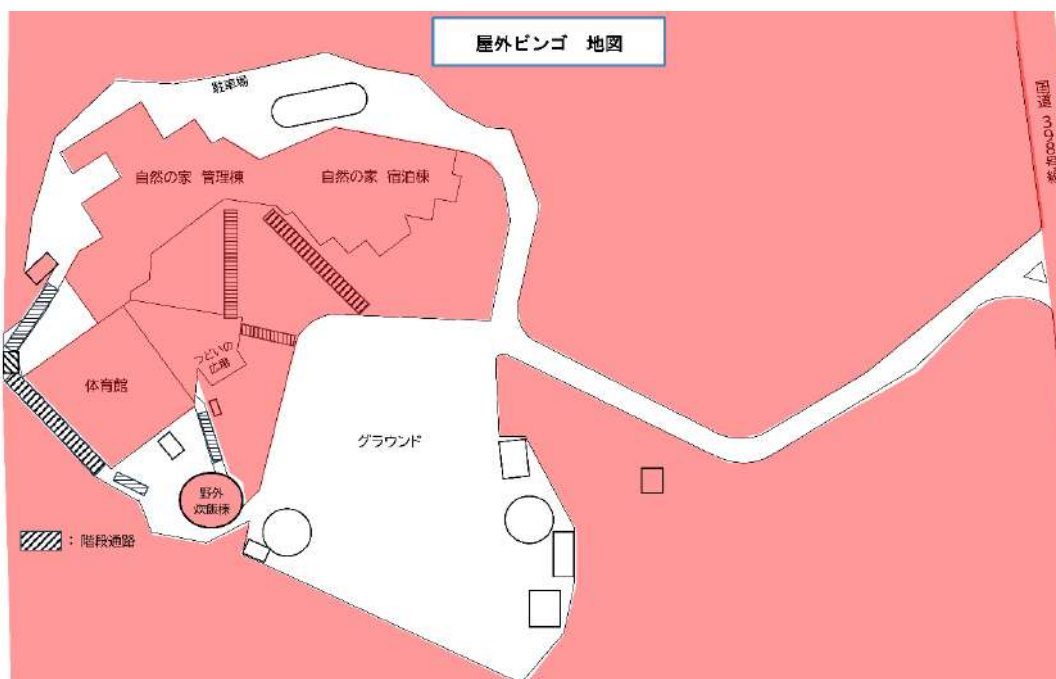 屋外ビンゴ 地図
駐車場
国道 398号線
自然の家 管理棟
自然の家 宿泊棟
つどいの
広場
体育館
グラウンド
野外
炊飯棟
：階段通路